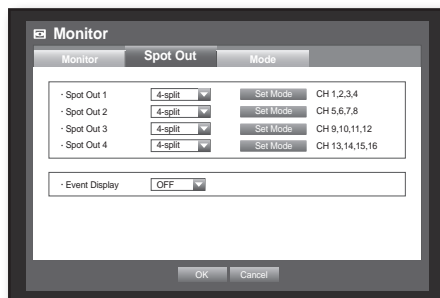 Monitor
Monitor Spot Out Mode
· Spot Out 1 4-split Set Mode CH 1,2,3,4
· Spot Out 2 4-split Set Mode CH 5,6,7,8
· Spot Out 3 4-split Set Mode CH 9,10,11,12
· Spot Out 4 4-split Set Mode CH 13,14,15,16
· Event Display OFF
OK Cancel